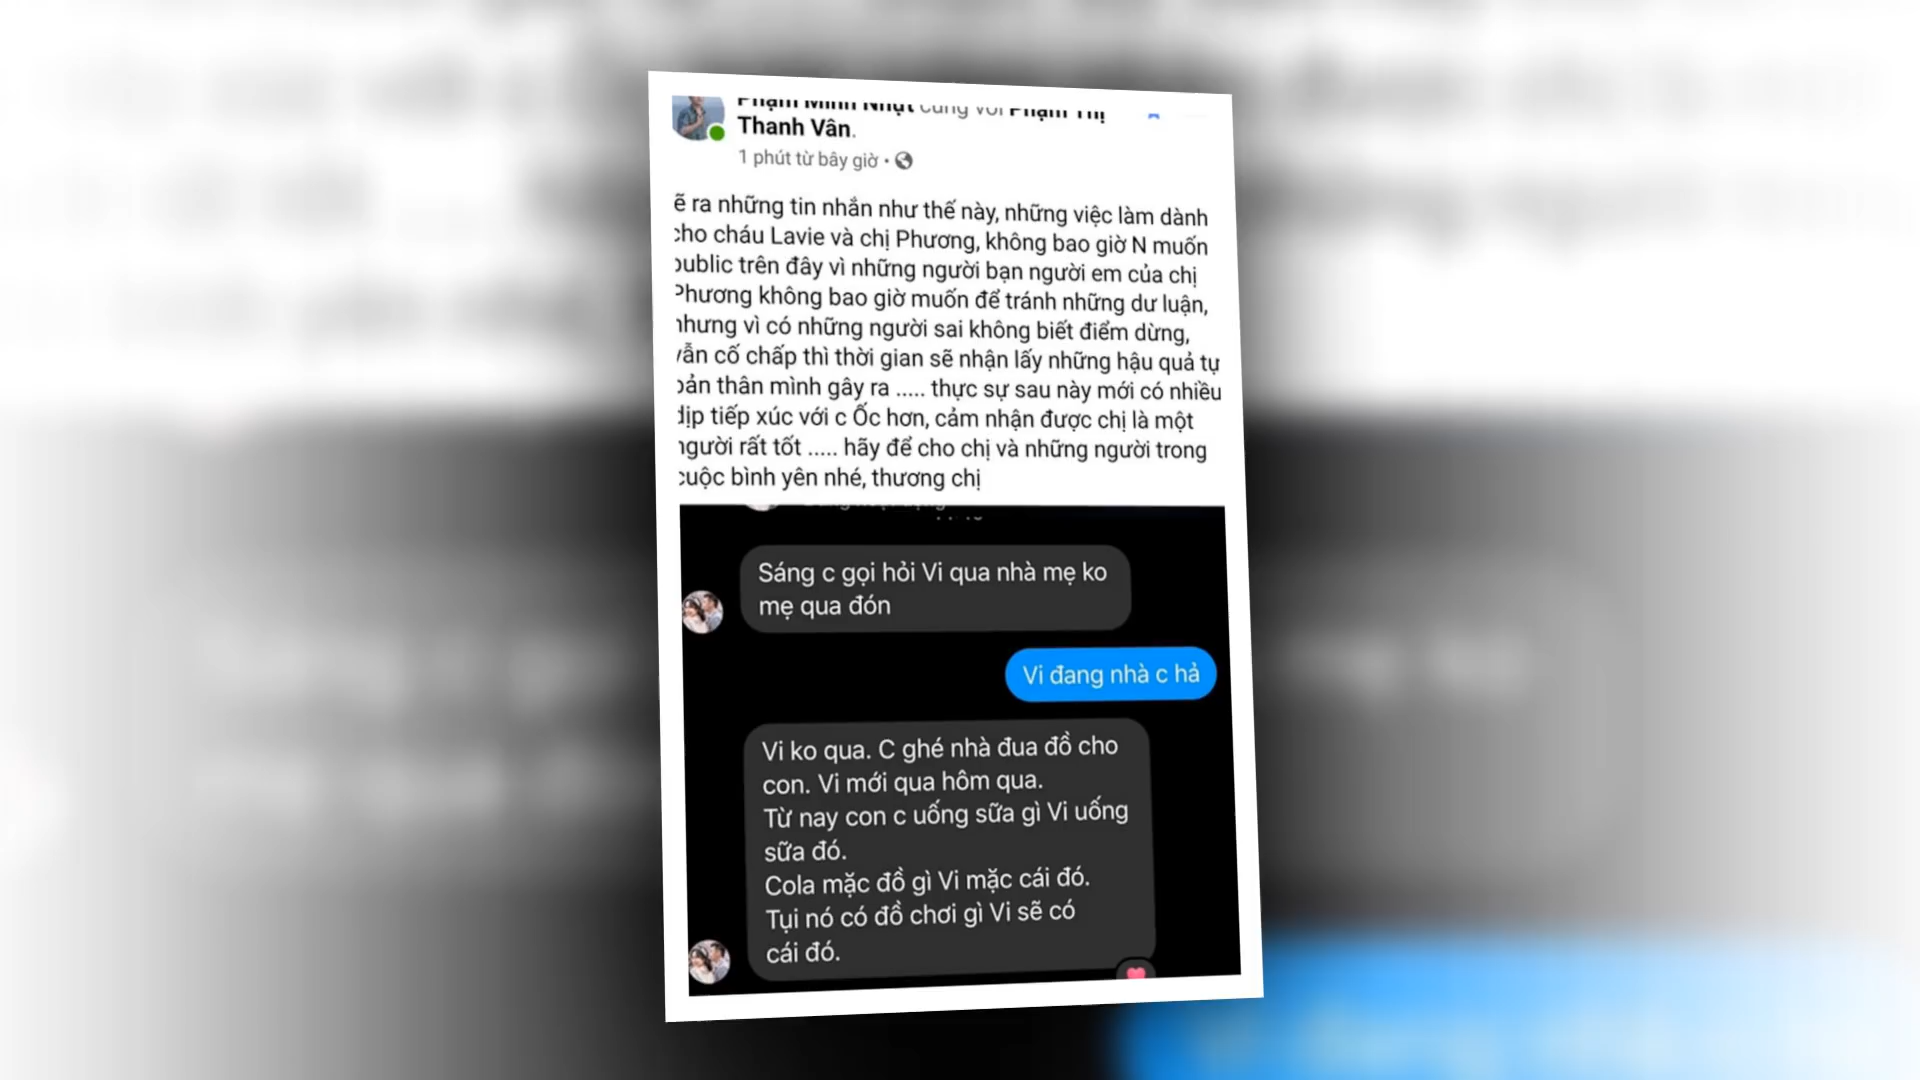 Phạm Minh Nhựt cùng với Phạm Thị
Thanh Vân.
1 phút từ bây giờ ·
ẽ ra những tin nhắn như thế này, những việc làm dành
cho cháu Lavie và chị Phương, không bao giờ N muốn
public trên đây vì những người bạn người em của chị
Phương không bao giờ muốn để tránh những dư luận,
nhưng vì có những người sai không biết điểm dừng,
vẫn cố chấp thì thời gian sẽ nhận lấy những hậu quả tự
bản thân mình gây ra ..... thực sự sau này mới có nhiều
dịp tiếp xúc với c Ốc hơn, cảm nhận được chị là một
người rất tốt ..... hãy để cho chị và những người trong
cuộc bình yên nhé, thương chị
Sáng c gọi hỏi Vi qua nhà mẹ ko
mẹ qua đón
Vi đang nhà c hả
Vi ko qua. C ghé nhà đua đồ cho
con. Vi mới qua hôm qua.
Từ nay con c uống sữa gì Vi uống
sữa đó.
Cola mặc đồ gì Vi mặc cái đó.
Tụi nó có đồ chơi gì Vi sẽ có
cái đó.